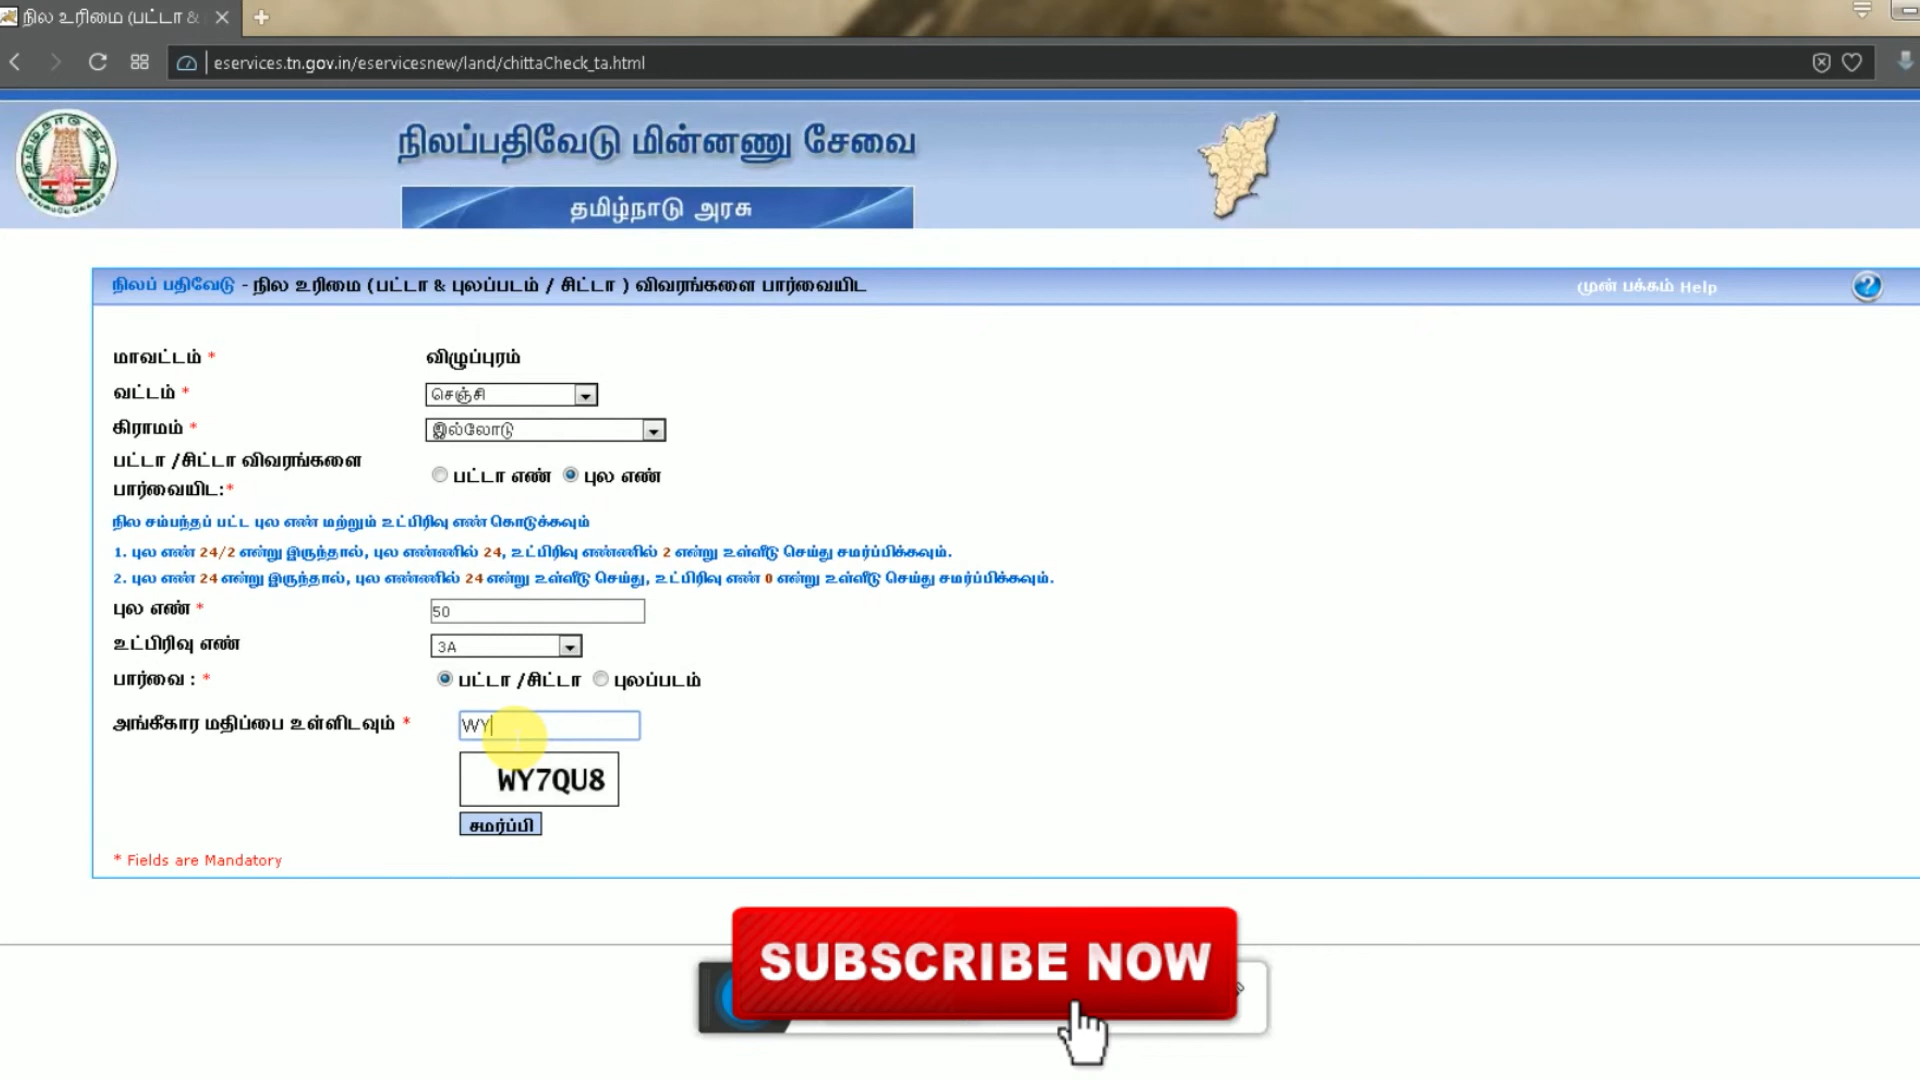 நில உரிமை (பட்டா &
eservices.tn.gov.in/eservicesnew/land/chittaCheck_ta.html
நிலப்பதிவேடு மின்னணு சேவை
தமிழ்நாடு அரசு
நிலப் பதிவேடு - நில உரிமை (பட்டா & புலப்படம் / சிட்டா ) விவரங்களை பார்வையிட முன் பக்கம் Help
மாவட்டம் * விழுப்புரம்
வட்டம் * செஞ்சி
கிராமம் * இல்லோடு
பட்டா /சிட்டா விவரங்களை
பார்வையிட:* பட்டா எண் புல எண்
நில சம்பந்தப் பட்ட புல எண் மற்றும் உட்பிரிவு எண் கொடுக்கவும்
1. புல எண் 24/2 என்று இருந்தால், புல எண்ணில் 24, உட்பிரிவு எண்ணில் 2 என்று உள்ளீடு செய்து சமர்ப்பிக்கவும்.
2. புல எண் 24 என்று இருந்தால், புல எண்ணில் 24 என்று உள்ளீடு செய்து, உட்பிரிவு எண் 0 என்று உள்ளீடு செய்து சமர்ப்பிக்கவும்.
புல எண் * 50
உட்பிரிவு எண் 3A
பார்வை : * பட்டா /சிட்டா புலப்படம்
அங்கீகார மதிப்பை உள்ளிடவும் * WY
WY7QU8
சமர்ப்பி
* Fields are Mandatory
SUBSCRIBE NOW